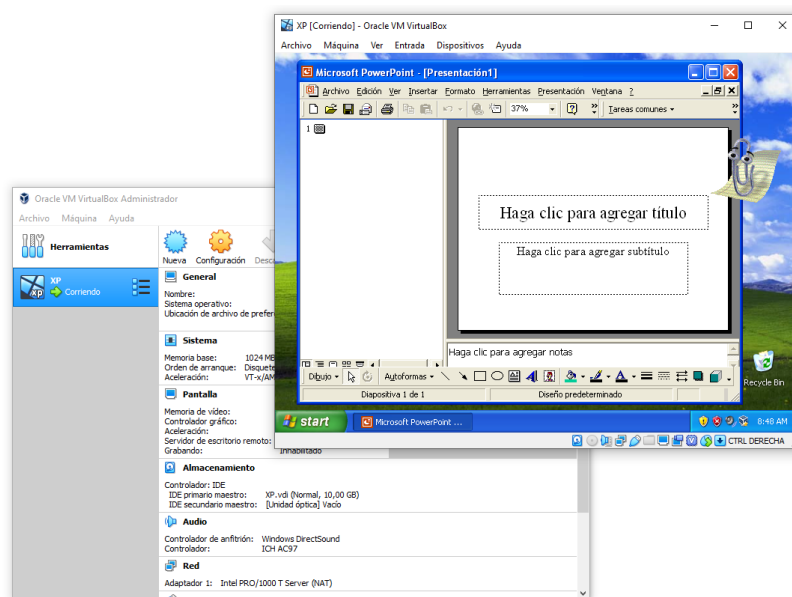 XP [Corriendo] - Oracle VM VirtualBox
Archivo Máquina Ver Entrada Dispositivos Ayuda
Microsoft PowerPoint - [Presentación1]
Archivo Edición Ver Insertar Formato Herramientas Presentación Ventana ?
37% Tareas comunes
1
Haga clic para agregar título
Haga clic para agregar subtítulo
Haga clic para agregar notas
Dibujo Autoformas
Diapositiva 1 de 1 Diseño predeterminado
Recycle Bin
start Microsoft PowerPoint ... 8:48 AM
CTRL DERECHA
Oracle VM VirtualBox Administrador
Archivo Máquina Ayuda
Herramientas
Nueva Configuración Desc
XP
Corriendo
General
Nombre:
Sistema operativo:
Ubicación de archivo de prefer
Sistema
Memoria base: 1024 MB
Orden de arranque: Disquete
Aceleración: VT-x/AM
Pantalla
Memoria de vídeo:
Controlador gráfico:
Aceleración:
Servidor de escritorio remoto:
Grabando: Inhabilitado
Almacenamiento
Controlador: IDE
IDE primario maestro: XP.vdi (Normal, 10,00 GB)
IDE secundario maestro: [Unidad óptica] Vacío
Audio
Controlador de anfitrión: Windows DirectSound
Controlador: ICH AC97
Red
Adaptador 1: Intel PRO/1000 T Server (NAT)